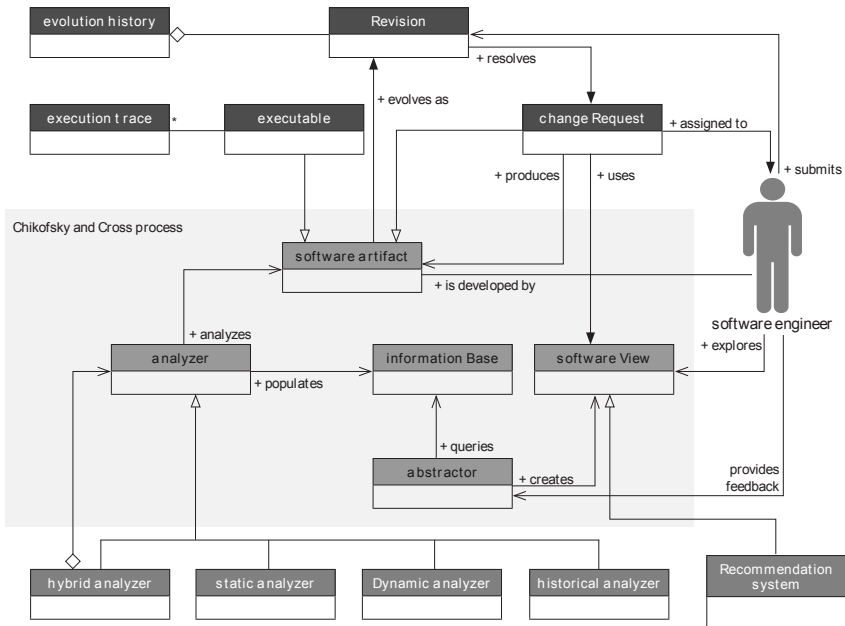 evolution history
Revision
+ resolves
+ evolves as
execution t race
*
executable
change Request
+ assigned to
+ produces
+ uses
+ submits
Chikofsky and Cross process
software artifact
+ is developed by
software engineer
+ analyzes
+ explores
analyzer
information Base
software View
+ populates
+ queries
abstractor
+ creates
provides
feedback
hybrid analyzer
static analyzer
Dynamic analyzer
historical analyzer
Recommendation
system